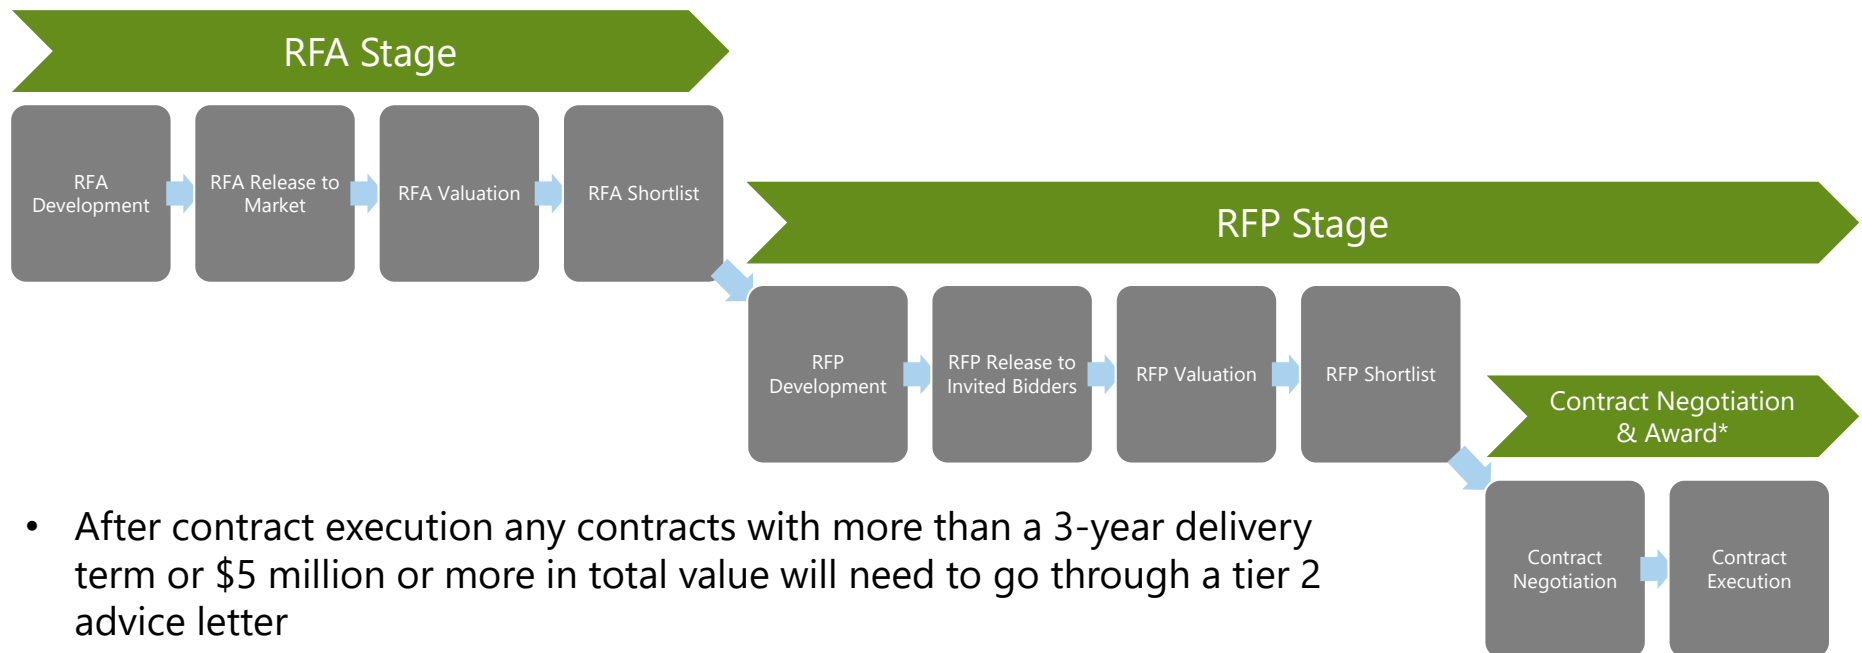 RFA Stage
RFA
Development
RFA Release to
Market
RFA Valuation
RFA Shortlist
RFP Stage
RFP
Development
RFP Release to
Invited Bidders
RFP Valuation
RFP Shortlist
Contract Negotiation
& Award*
Contract
Negotiation
Contract
Execution
• After contract execution any contracts with more than a 3-year delivery
term or $5 million or more in total value will need to go through a tier 2
advice letter